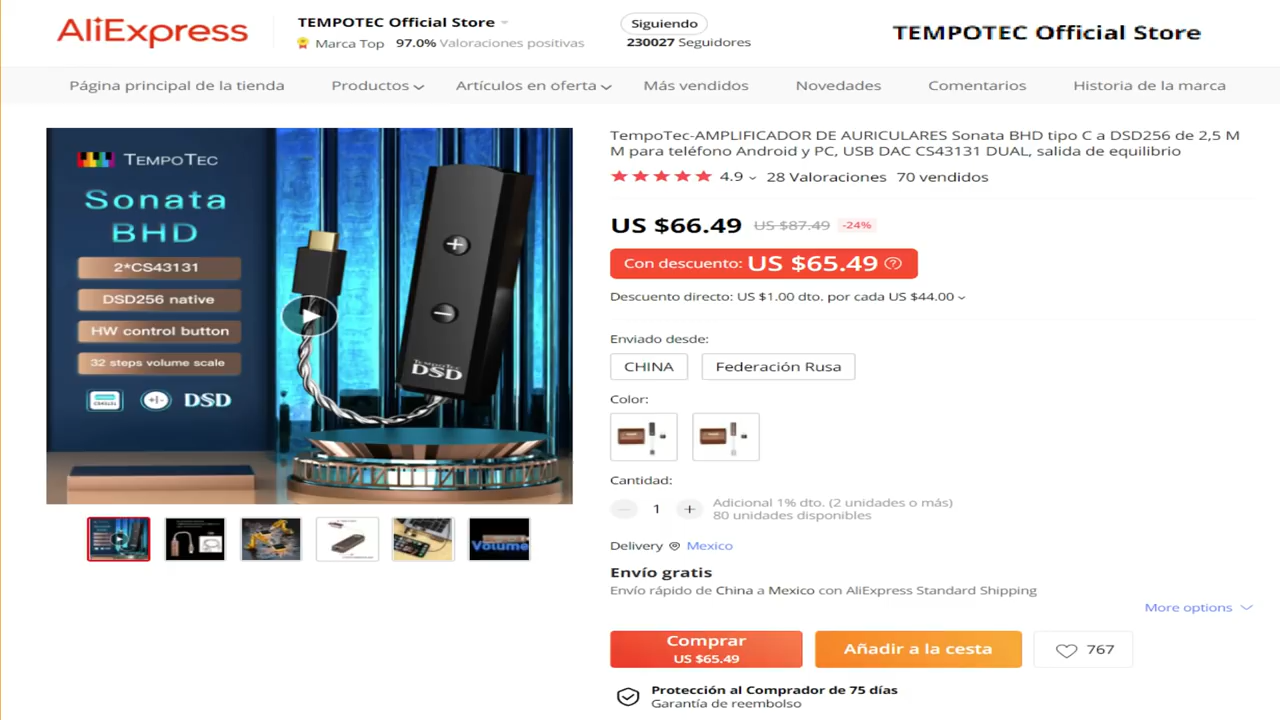 AliExpress
TEMPOTEC Official Store
Marca Top 97.0% Valoraciones positivas
Siguiendo
230027 Seguidores
TEMPOTEC Official Store
Página principal de la tienda Productos Artículos en oferta Más vendidos Novedades Comentarios Historia de la marca
TEMPOTEC
Sonata
BHD
2*CS43131
DSD256 native
HW control button
32 steps volume scale
CS43131
DSD
TEMPOTEC
DSD
Volume
TempoTec-AMPLIFICADOR DE AURICULARES Sonata BHD tipo C a DSD256 de 2,5 M
M para teléfono Android y PC, USB DAC CS43131 DUAL, salida de equilibrio
4.9 28 Valoraciones 70 vendidos
US $66.49 US $87.49 -24%
Con descuento: US $65.49
Descuento directo: US $1.00 dto. por cada US $44.00
Enviado desde:
CHINA Federación Rusa
Color:
Cantidad:
1
Adicional 1% dto. (2 unidades o más)
80 unidades disponibles
Delivery Mexico
Envío gratis
Envío rápido de China a Mexico con AliExpress Standard Shipping
More options
Comprar
US $65.49
Añadir a la cesta
767
Protección al Comprador de 75 días
Garantía de reembolso